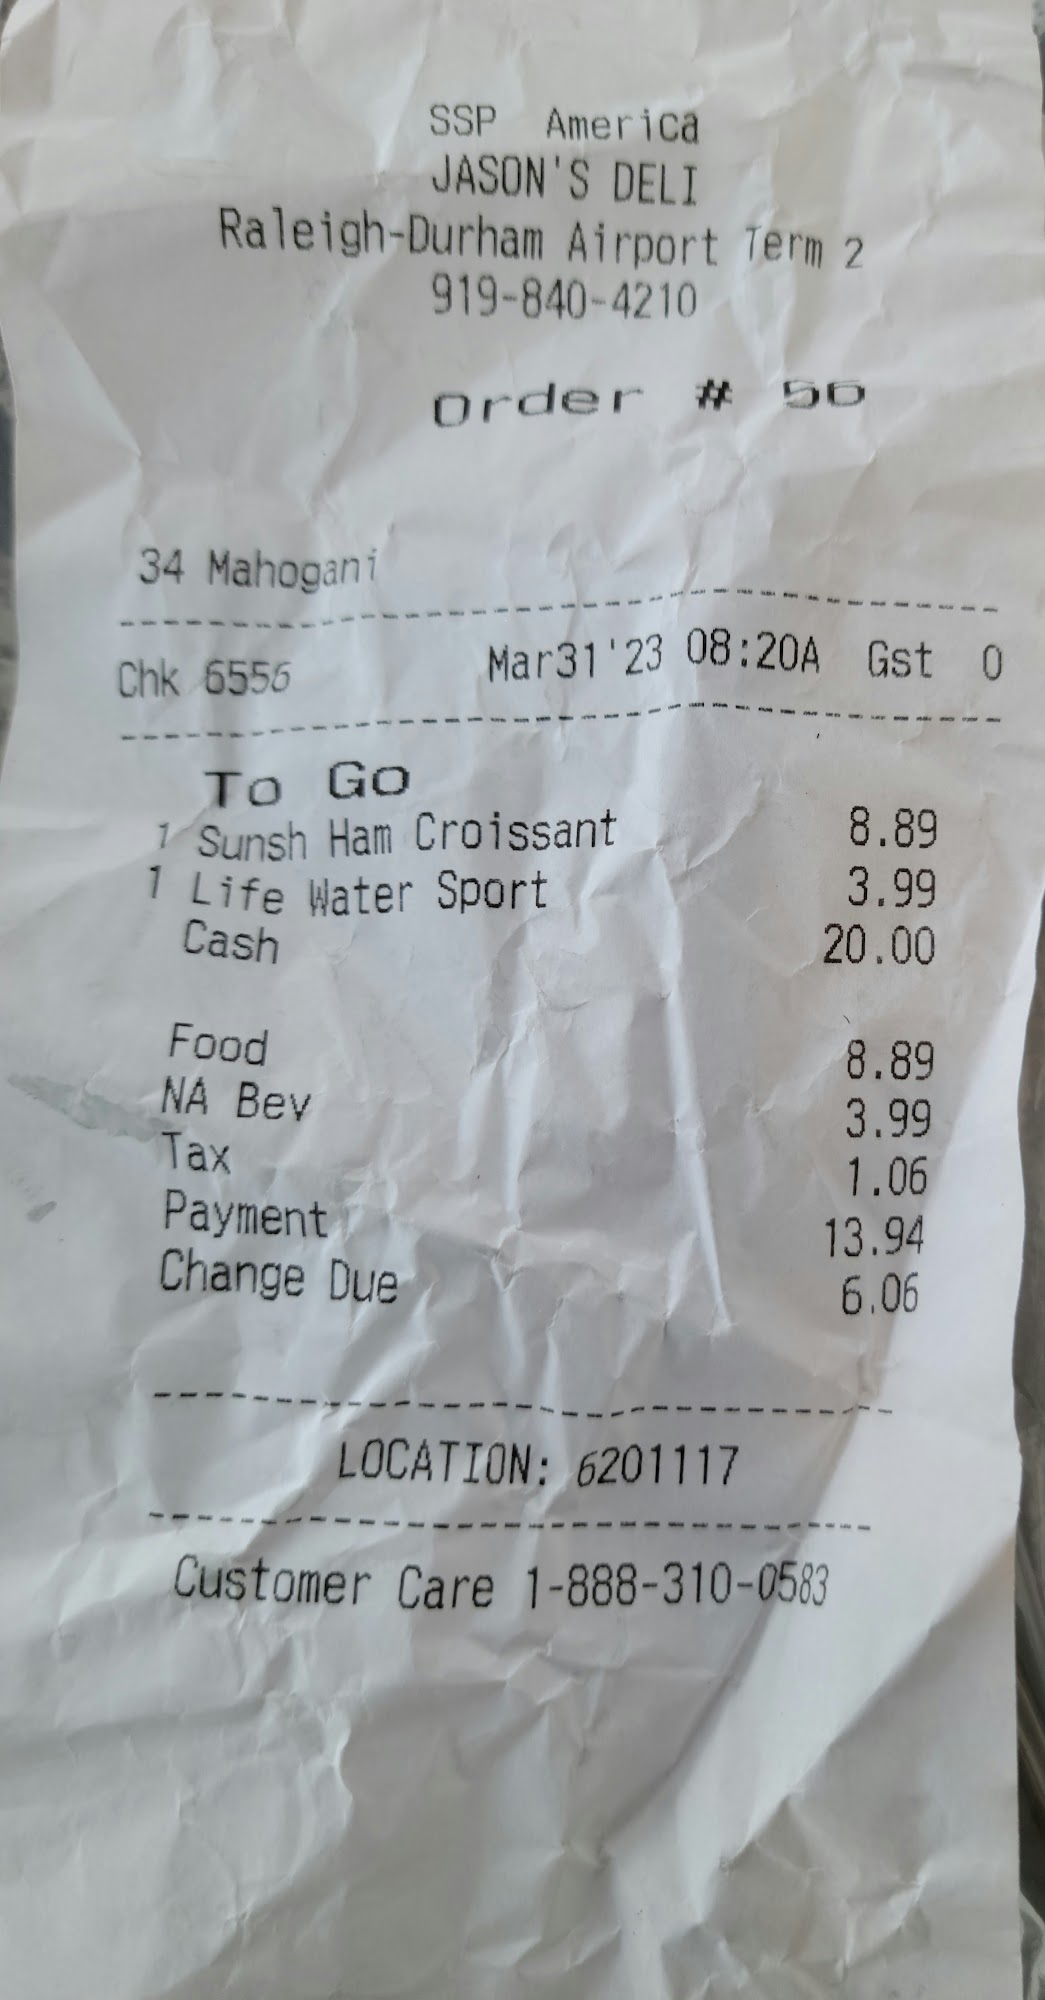 SSP America
JASON'S DELI
Raleigh-Durham Airport Term 2
919-840-4210
Order # 56
34 Mahogani
Chk 6556 Mar31'23 08:20A Gst 0
To Go
1 Sunsh Ham Croissant 8.89
1 Life Water Sport 3.99
Cash 20.00
Food 8.89
NA Bev 3.99
Tax 1.06
Payment 13.94
Change Due 6.06
LOCATION: 6201117
Customer Care 1-888-310-0583